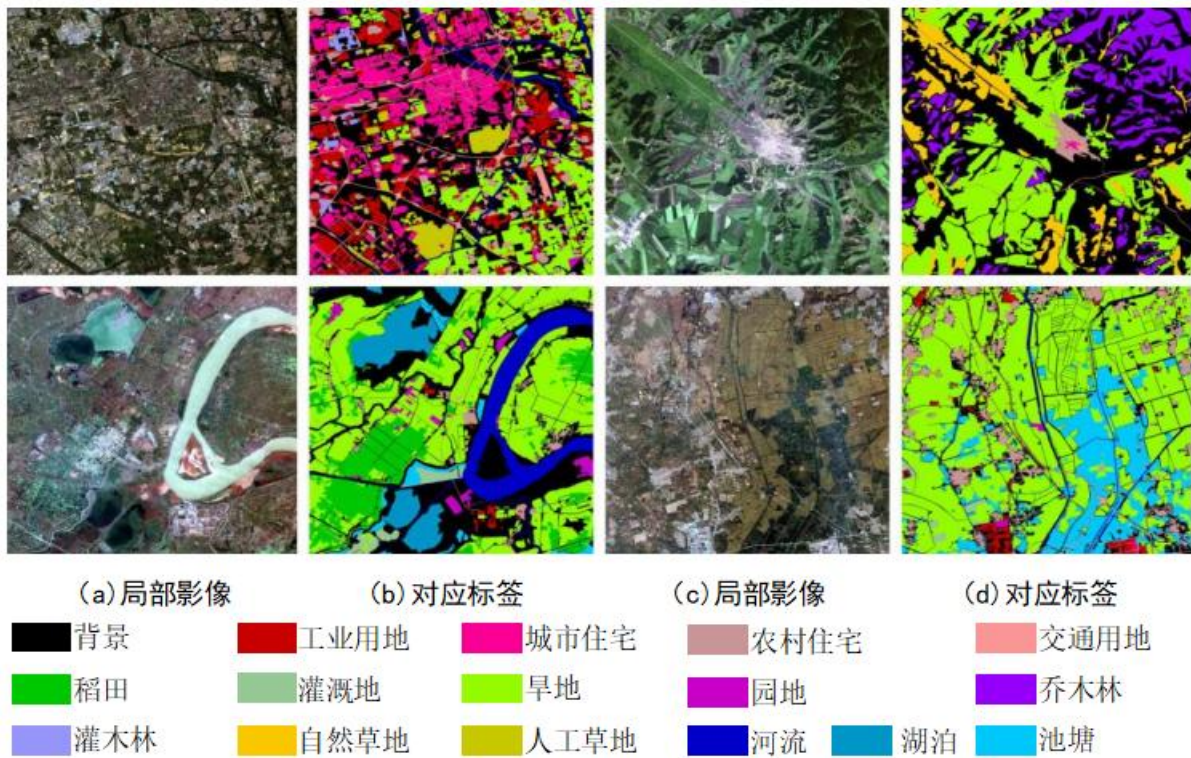 (a)局部影像 (b)对应标签 (c)局部影像 (d)对应标签
背景 工业用地 城市住宅 农村住宅 交通用地
稻田 灌溉地 旱地 园地 乔木林
灌木林 自然草地 人工草地 河流 湖泊 池塘